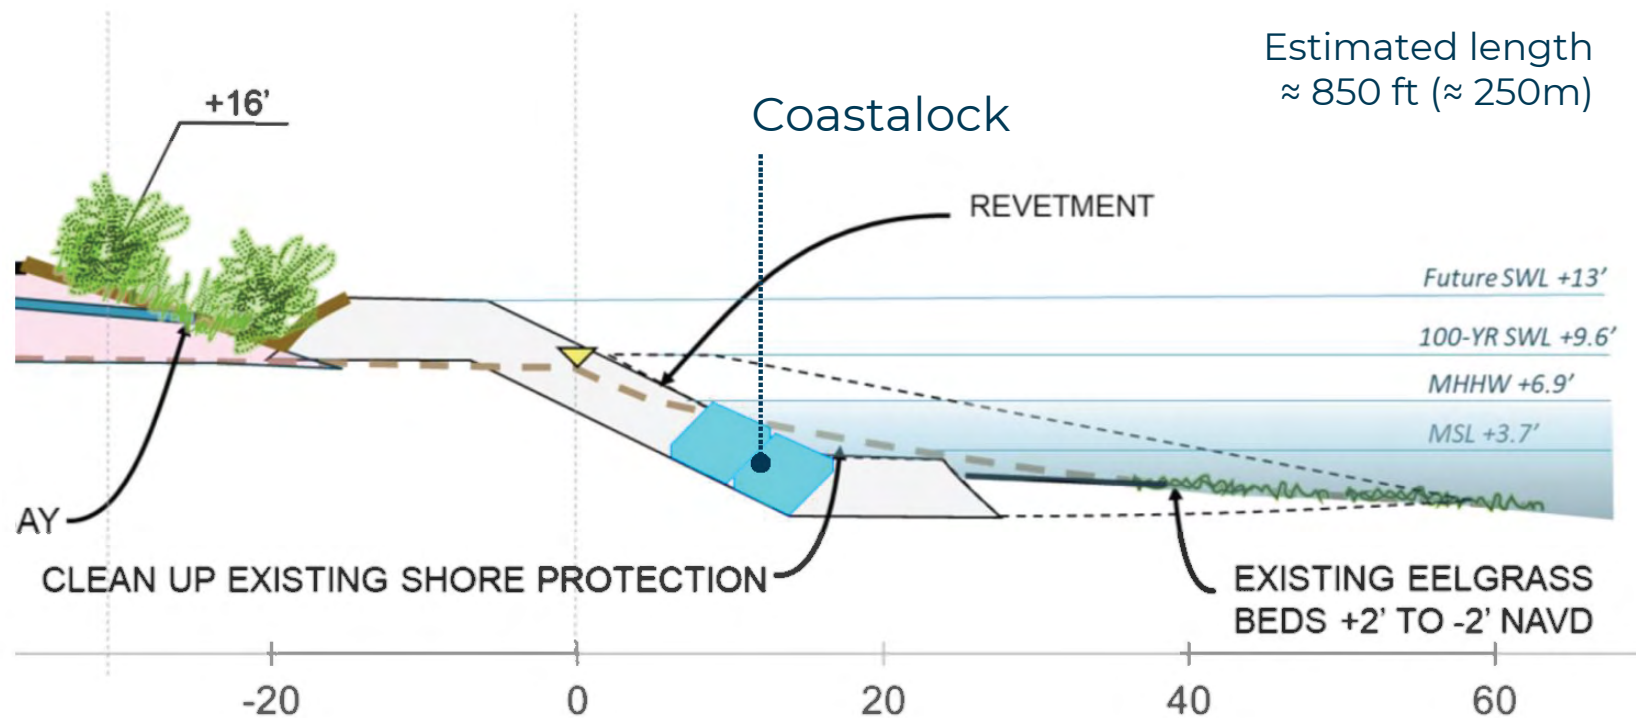 Estimated length
≈ 850 ft (≈ 250m)
+16’
Coastalock
REVETMENT
Future SWL +13’
100-YR SWL +9.6’
MHHW +6.9’
MSL +3.7’
AY
CLEAN UP EXISTING SHORE PROTECTION
EXISTING EELGRASS
BEDS +2’ TO -2’ NAVD
-20 0 20 40 60